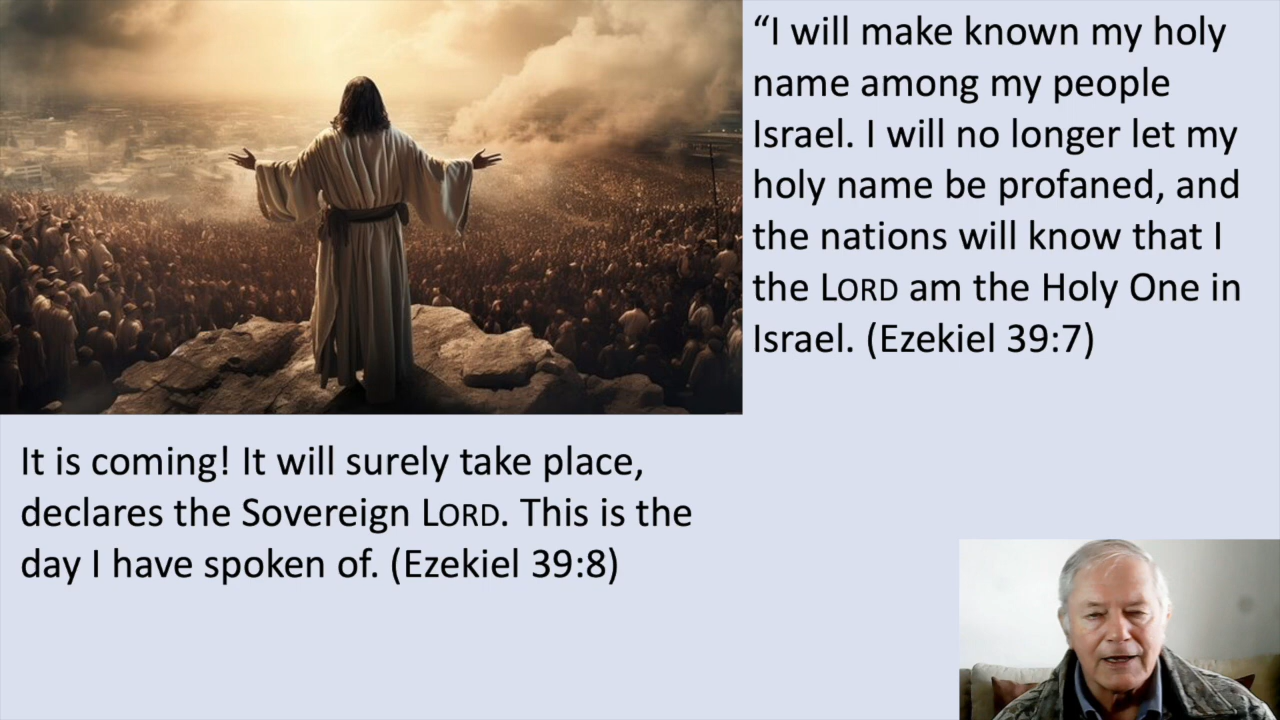 “I will make known my holy
name among my people
Israel. I will no longer let my
holy name be profaned, and
the nations will know that I
the LORD am the Holy One in
Israel. (Ezekiel 39:7)
It is coming! It will surely take place,
declares the Sovereign LORD. This is the
day I have spoken of. (Ezekiel 39:8)